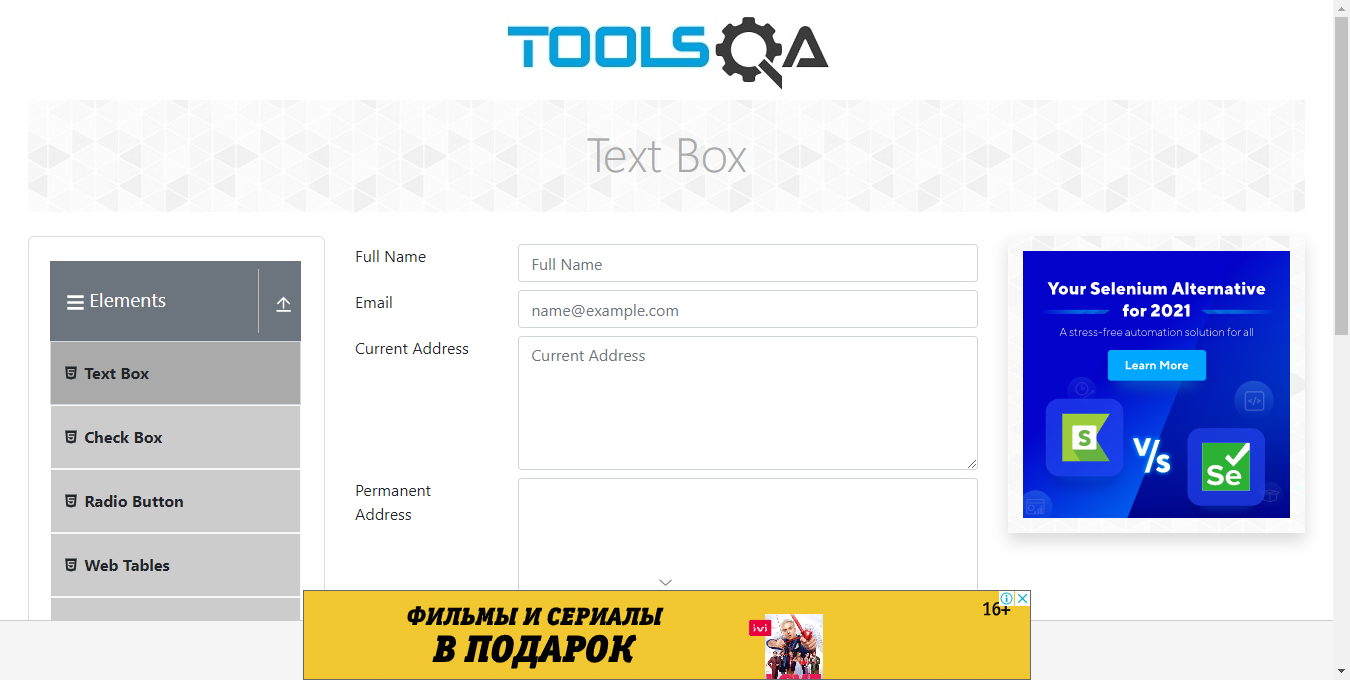 TOOLSQA
Text Box
Elements
Text Box
Check Box
Radio Button
Web Tables
Full Name
Full Name
Email
name@example.com
Current Address
Current Address
Permanent
Address
Your Selenium Alternative
for 2021
A stress-free automation solution for all
Learn More
S
V/s
Se
ФИЛЬМЫ И СЕРИАЛЫ
В ПОДАРОК
ivi
16+